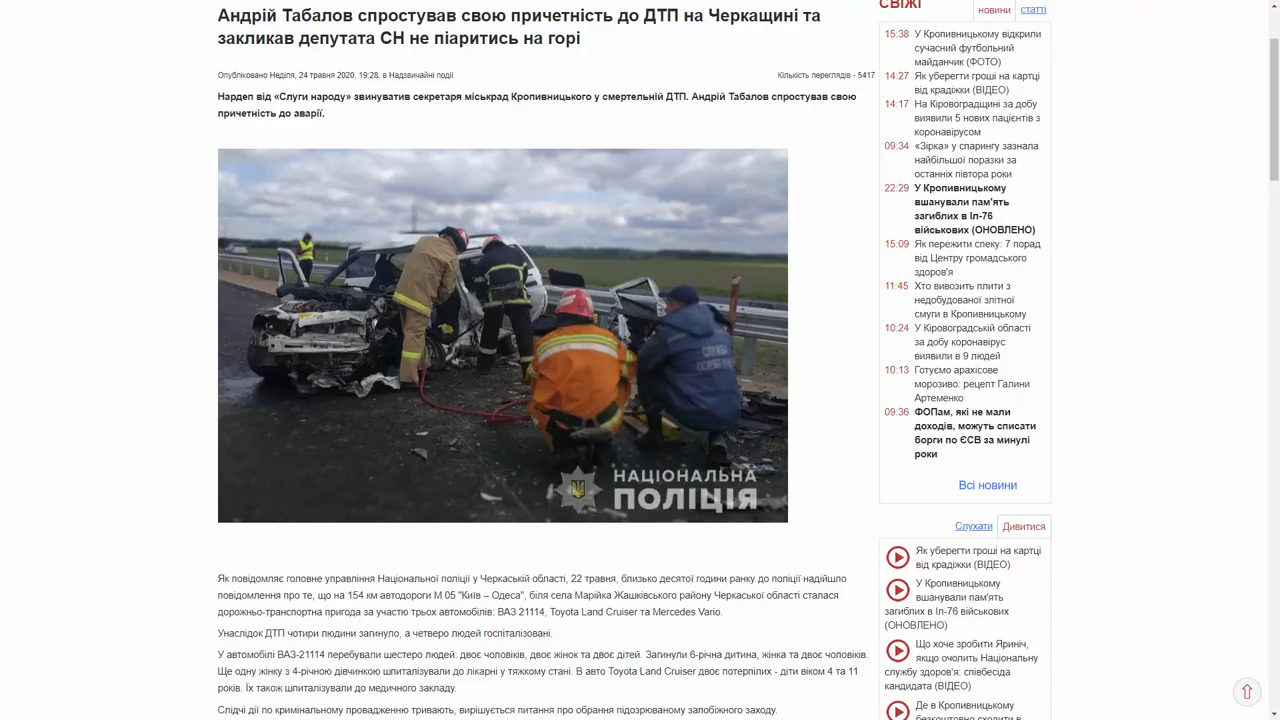 Андрій Табалов спростував свою причетність до ДТП на Черкащині та
закликав депутата СН не піаритись на горі
Опубліковано Неділя, 24 травня 2020, 19:28. в Надзвичайні події
Кількість переглядів - 5417
Нардеп від «Слуги народу» звинуватив секретаря міськрад Кропивницького у смертельній ДТП. Андрій Табалов спростував свою
причетність до аварії.
НАЦІОНАЛЬНА
ПОЛІЦІЯ
Як повідомляє головне управління Національної поліції у Черкаській області, 22 травня, близько десятої години ранку до поліції надійшло
повідомлення про те, що на 154 км автодороги М 05 "Київ – Одеса", біля села Марійка Жашківського району Черкаської області сталася
дорожньо-транспортна пригода за участю трьох автомобілів: ВАЗ 21114, Toyota Land Cruiser та Mercedes Vario.
Унаслідок ДТП чотири людини загинуло, а четверо людей госпіталізовані.
У автомобілі ВАЗ-21114 перебували шестеро людей: двоє чоловіків, двоє жінок та двоє дітей. Загинули 6-річна дитина, жінка та двоє чоловіків.
Ще одну жінку з 4-річною дівчинкою шпиталізували до лікарні у тяжкому стані. В авто Toyota Land Cruiser двоє потерпілих - діти віком 4 та 11
років. Їх також шпиталізували до медичного закладу.
Слідчі дії по кримінальному провадженню тривають, вирішується питання про обрання підозрюваному запобіжного заходу.
СВІЖІ
новини
статті
15:38 У Кропивницькому відкрили
сучасний футбольний
майданчик (ФОТО)
14:27 Як уберегти гроші на картці
від крадіжки (ВІДЕО)
14:17 На Кіровоградщині за добу
виявили 5 нових пацієнтів з
коронавірусом
09:34 «Зірка» у спарингу зазнала
найбільшої поразки за
останніх півтора роки
22:29 У Кропивницькому
вшанували пам'ять
загиблих в Іл-76
військових (ОНОВЛЕНО)
15:09 Як пережити спеку: 7 порад
від Центру громадського
здоров'я
11:45 Хто вивозить плити з
недобудованої злітної
смуги в Кропивницькому
10:24 У Кіровоградській області
за добу коронавірус
виявили в 9 людей
10:13 Готуємо арахісове
морозиво: рецепт Галини
Артеменко
09:36 ФОПам, які не мали
доходів, можуть списати
борги по ЄСВ за минулі
роки
Всі новини
Слухати
Дивитися
Як уберегти гроші на картці
від крадіжки (ВІДЕО)
У Кропивницькому
вшанували пам'ять
загиблих в Іл-76 військових
(ОНОВЛЕНО)
Що хоче зробити Яриніч,
якщо очолить Національну
службу здоров'я: співбесіда
кандидата (ВІДЕО)
Де в Кропивницькому
безкоштовно сходити в